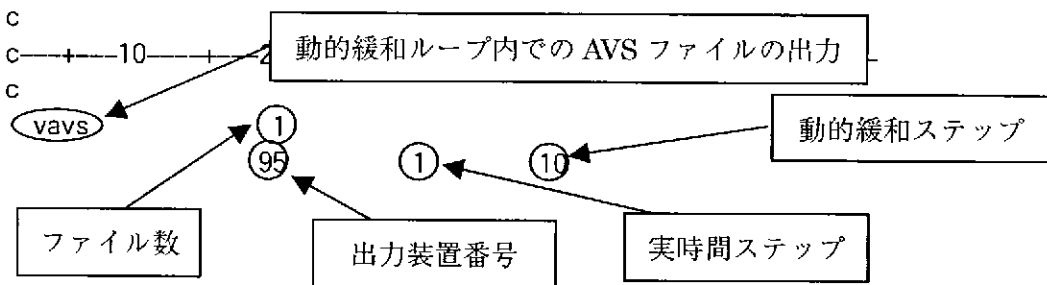 c
c----+----10----+----2
動的緩和ループ内での AVS ファイルの出力
c
vavs
1
動的緩和ステップ
95
1
10
ファイル数
出力装置番号
実時間ステップ